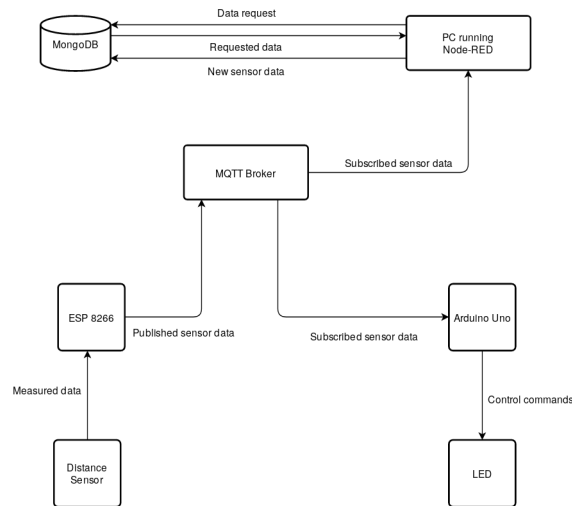 Data request
MongoDB
PC running
Node-RED
Requested data
New sensor data
MQTT Broker
Subscribed sensor data
ESP 8266
Published sensor data
Subscribed sensor data
Arduino Uno
Measured data
Control commands
Distance
Sensor
LED